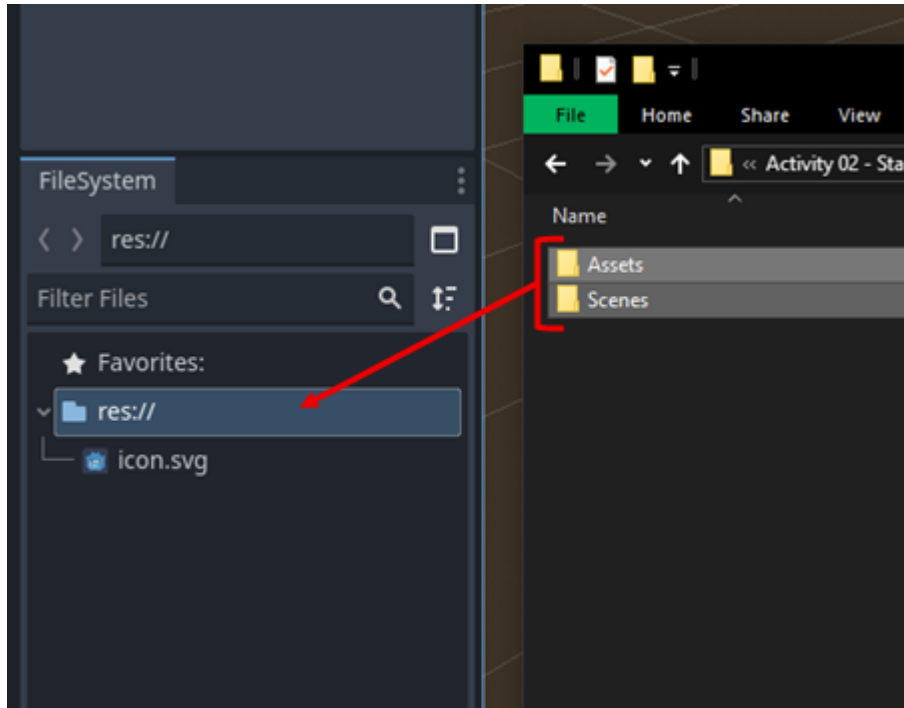 FileSystem
res://
Filter Files
Favorites:
res://
icon.svg
File Home Share View
« Activity 02 - Sta
Name
Assets
Scenes